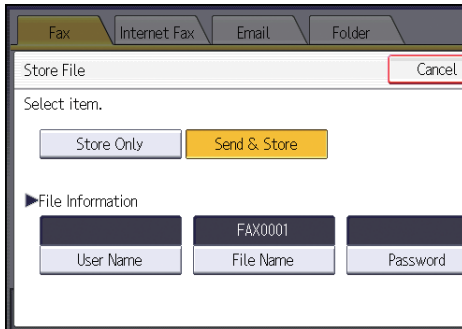 Fax Internet Fax Email Folder
Store File Cancel
Select item.
Store Only Send & Store
▶File Information
FAX0001
User Name File Name Password